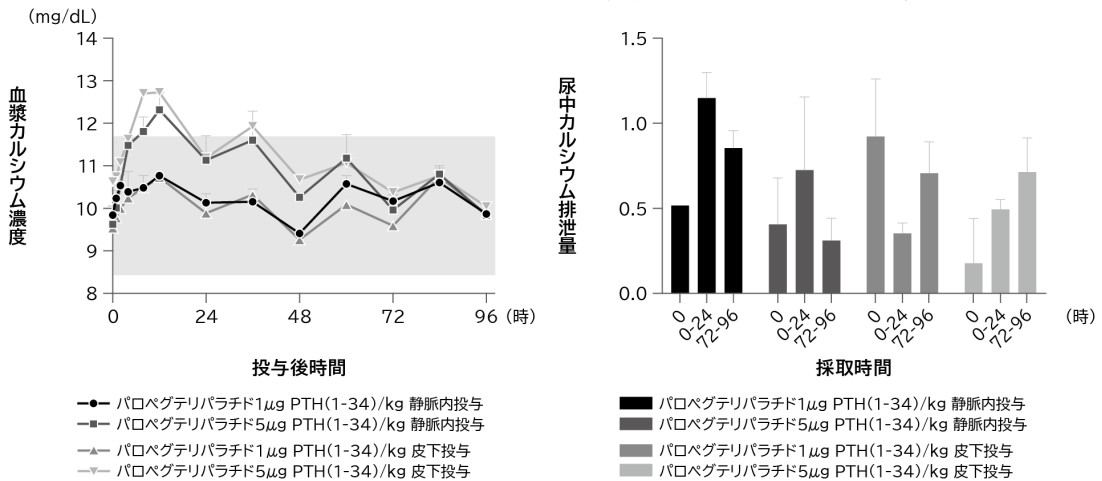 (mg/dL)
14
13
12
11
10
9
8
血漿カルシウム濃度
0 24 48 72 96 (時)
投与後時間
パロペグテリパラチド1μg PTH(1-34)/kg 静脈内投与
パロペグテリパラチド5μg PTH(1-34)/kg 静脈内投与
パロペグテリパラチド1μg PTH(1-34)/kg 皮下投与
パロペグテリパラチド5μg PTH(1-34)/kg 皮下投与
1.5
1.0
0.5
0.0
尿中カルシウム排泄量
0 0-24 72-96 0 0-24 72-96 0 0-24 72-96 0 0-24 72-96 (時)
採取時間
パロペグテリパラチド1μg PTH(1-34)/kg 静脈内投与
パロペグテリパラチド5μg PTH(1-34)/kg 静脈内投与
パロペグテリパラチド1μg PTH(1-34)/kg 皮下投与
パロペグテリパラチド5μg PTH(1-34)/kg 皮下投与